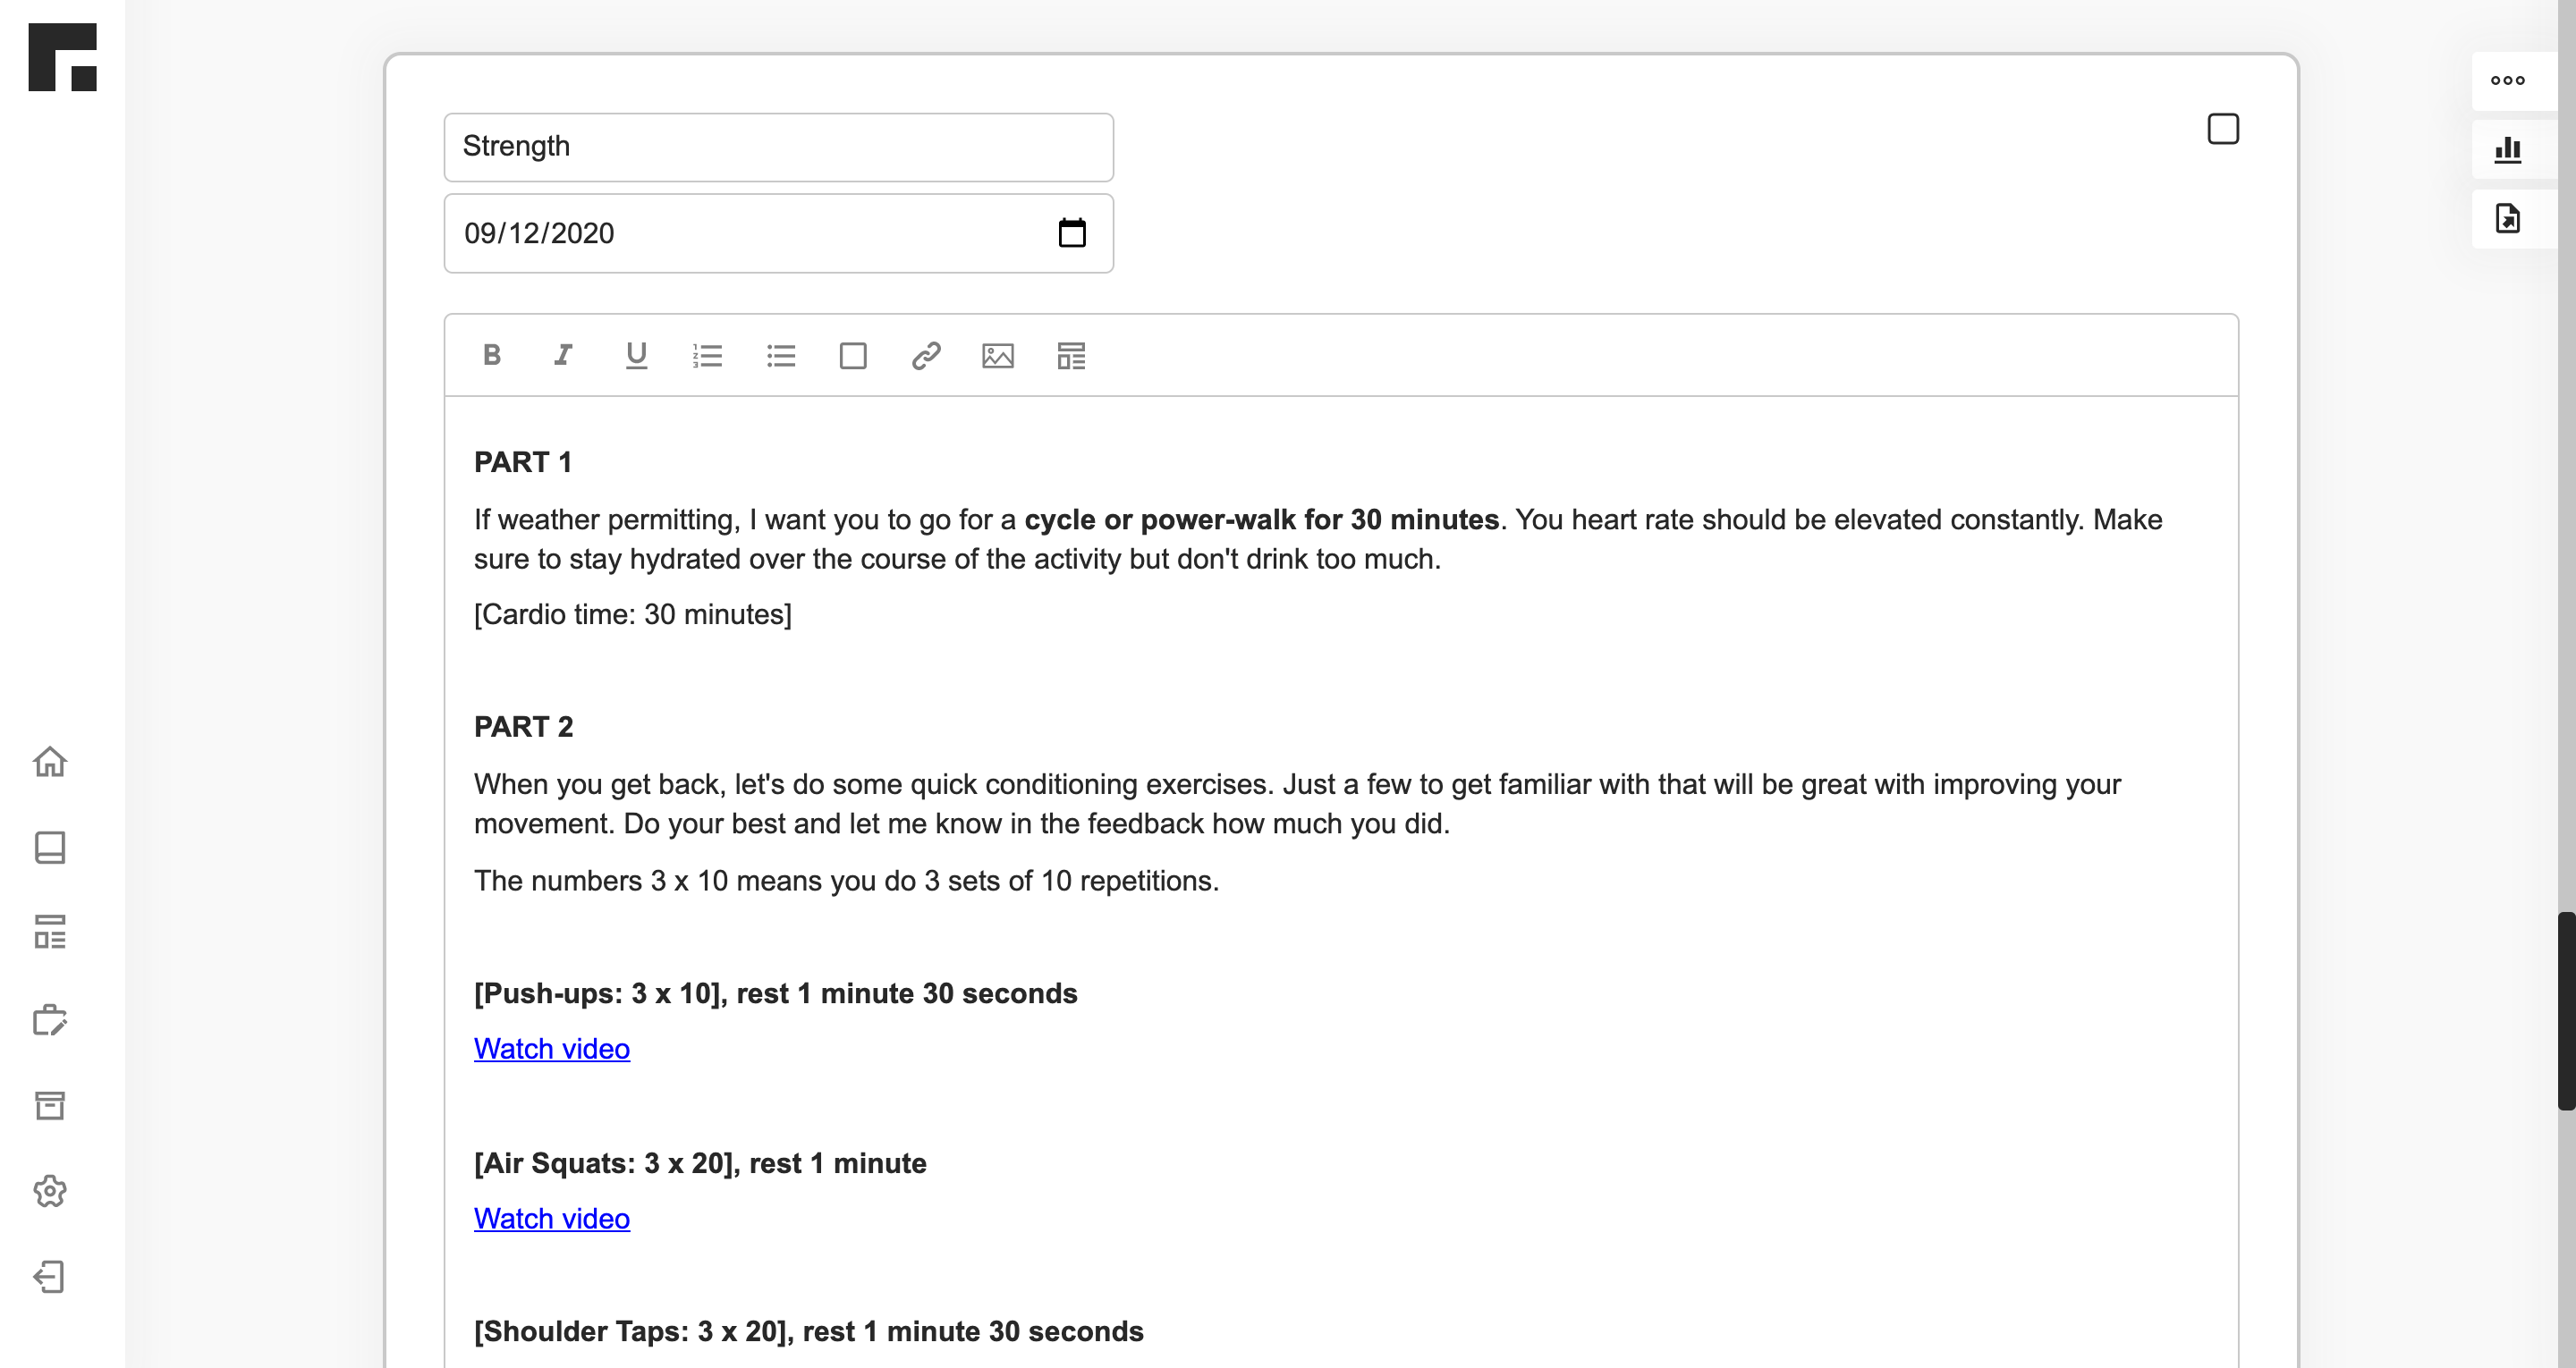 Strength
09/12/2020
PART 1
If weather permitting, I want you to go for a cycle or power-walk for 30 minutes. You heart rate should be elevated constantly. Make
sure to stay hydrated over the course of the activity but don't drink too much.
[Cardio time: 30 minutes]
PART 2
When you get back, let's do some quick conditioning exercises. Just a few to get familiar with that will be great with improving your
movement. Do your best and let me know in the feedback how much you did.
The numbers 3 x 10 means you do 3 sets of 10 repetitions.
[Push-ups: 3 x 10], rest 1 minute 30 seconds
Watch video
[Air Squats: 3 x 20], rest 1 minute
Watch video
[Shoulder Taps: 3 x 20], rest 1 minute 30 seconds